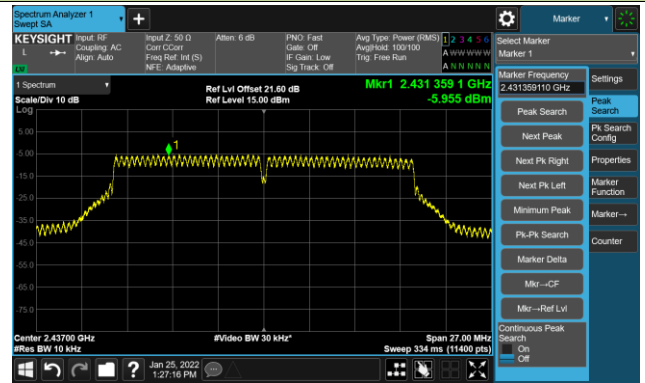 Spectrum Analyzer 1
Swept SA
Marker
KEYSIGHT
Input: RF
Coupling: AC
Align: Auto
Input Z: 50 Ω
Corr CCorr
Freq Ref: Int (S)
NFE: Adaptive
Atten: 6 dB
PNO: Fast
Gate: Off
IF Gain: Low
Sig Track: Off
Avg Type: Power (RMS)
Avg|Hold: 100/100
Trig: Free Run
1 2 3 4 5 6
A W W W W W
A N N N N N
L
Select Marker
Marker 1
1 Spectrum
Scale/Div 10 dB
Log
Ref Lvl Offset 21.60 dB
Ref Level 15.00 dBm
Mkr1 2.431 359 1 GHz
-5.955 dBm
1
5.00
-5.00
-15.0
-25.0
-35.0
-45.0
-55.0
-65.0
-75.0
Center 2.43700 GHz
#Res BW 10 kHz
#Video BW 30 kHz*
Span 27.00 MHz
Sweep 334 ms (11400 pts)
Marker Frequency
2.431359110 GHz
Peak Search
Next Peak
Next Pk Right
Next Pk Left
Minimum Peak
Pk-Pk Search
Marker Delta
Mkr→CF
Mkr→Ref Lvl
Continuous Peak
Search
On
Off
Settings
Peak
Search
Pk Search
Config
Properties
Marker
Function
Marker→
Counter
Jan 25, 2022
1:27:16 PM